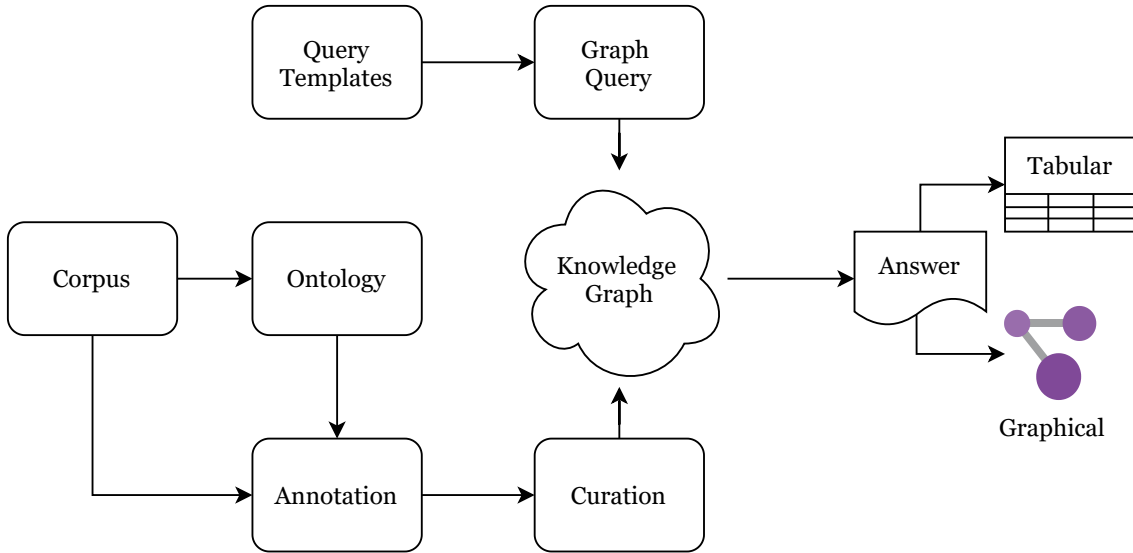 Query
Templates
Graph
Query
Tabular
Corpus
Ontology
Knowledge
Graph
Answer
Graphical
Annotation
Curation